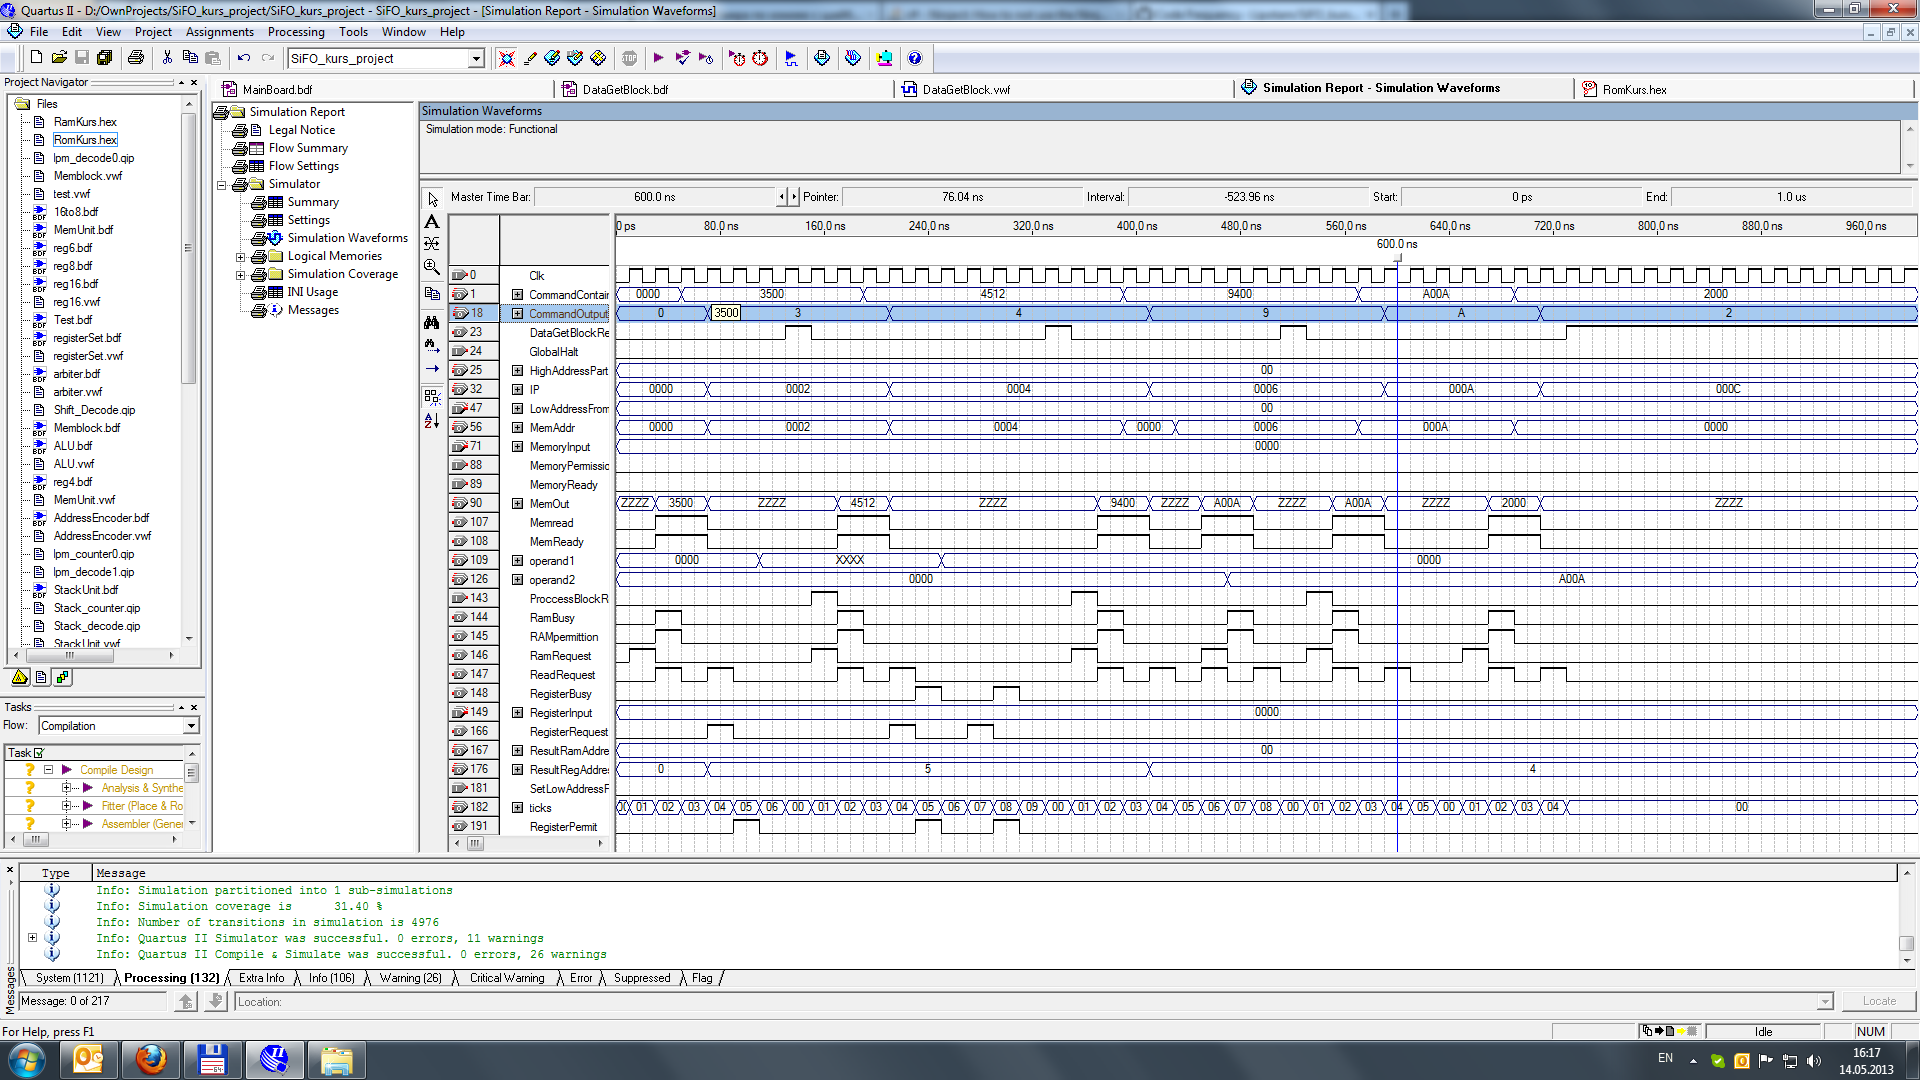 Quartus II - D:/OwnProjects/SiFO_kurs_project/SiFO_kurs_project - SiFO_kurs_project - [Simulation Report - Simulation Waveforms]
File Edit View Project Assignments Processing Tools Window Help
SiFO_kurs_project
Project Navigator
Files
RamKurs.hex
RomKurs.hex
lpm_decode0.qip
Memblock.vwf
test.vwf
16to8.bdf
MemUnit.bdf
reg6.bdf
reg8.bdf
reg16.bdf
reg16.vwf
Test.bdf
registerSet.bdf
registerSet.vwf
arbiter.bdf
arbiter.vwf
Shift_Decode.qip
Memblock.bdf
ALU.bdf
ALU.vwf
reg4.bdf
MemUnit.vwf
AddressEncoder.bdf
AddressEncoder.vwf
lpm_counter0.qip
lpm_decode1.qip
StackUnit.bdf
Stack_counter.qip
Stack_decode.qip
StackUnit.vwf
Tasks
Flow: Compilation
Task
Compile Design
Analysis & Synthe
Fitter (Place & Ro
Assembler (Gener
MainBoard.bdf
DataGetBlock.bdf
DataGetBlock.vwf
Simulation Report - Simulation Waveforms
RomKurs.hex
Simulation Report
Legal Notice
Flow Summary
Flow Settings
Simulator
Summary
Settings
Simulation Waveforms
Logical Memories
Simulation Coverage
INI Usage
Messages
Simulation Waveforms
Simulation mode: Functional
Master Time Bar: 600.0 ns Pointer: 76.04 ns Interval: -523.96 ns Start: 0 ps End: 1.0 us
0 ps 80.0 ns 160.0 ns 240.0 ns 320.0 ns 400.0 ns 480.0 ns 560.0 ns 640.0 ns 720.0 ns 800.0 ns 880.0 ns 960.0 ns
600.0 ns
0 Clk
1 CommandContair 0000 3500 4512 9400 A00A 2000
18 CommandOutput 0 3500 3 4 9 A 2
23 DataGetBlockRe
24 GlobalHalt
25 HighAddressPart 00
32 IP 0000 0002 0004 0006 000A 000C
47 LowAddressFrom 00
56 MemAddr 0000 0002 0004 0000 0006 000A 0000
71 MemoryInput 0000
88 MemoryPermissic
89 MemoryReady
90 MemOut ZZZZ 3500 ZZZZ 4512 ZZZZ 9400 ZZZZ A00A ZZZZ A00A ZZZZ 2000 ZZZZ
107 Memread
108 MemReady
109 operand1 0000 XXXX 0000
126 operand2 0000 A00A
143 ProccessBlockR
144 RamBusy
145 RAMpermittion
146 RamRequest
147 ReadRequest
148 RegisterBusy
149 RegisterInput 0000
166 RegisterRequest
167 ResultRamAddre 00
176 ResultRegAddre 0 5 4
181 SetLowAddressF
182 ticks 01 02 03 04 05 06 00 01 02 03 04 05 06 07 08 09 00 01 02 03 04 05 06 07 08 00 01 02 03 04 05 00 01 02 03 04 00
191 RegisterPermit
Type Message
Info: Simulation partitioned into 1 sub-simulations
Info: Simulation coverage is 31.40 %
Info: Number of transitions in simulation is 4976
Info: Quartus II Simulator was successful. 0 errors, 11 warnings
Info: Quartus II Compile & Simulate was successful. 0 errors, 26 warnings
Messages
System (1121) Processing (132) Extra Info Info (106) Warning (26) Critical Warning Error Suppressed Flag
Message: 0 of 217 Location: Locate
For Help, press F1 Idle NUM
EN 16:17
14.05.2013